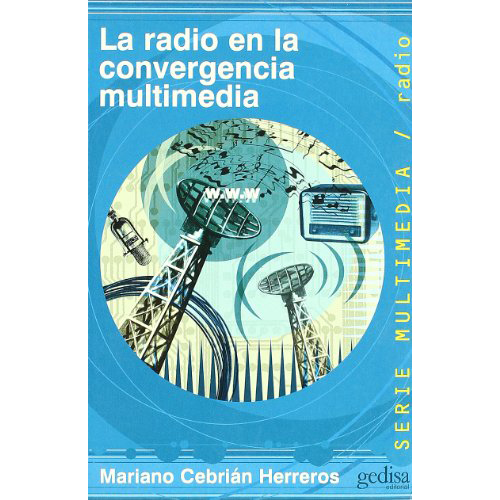 La radio en la
convergencia
multimedia
w.w.w
SERIE MULTIMEDIA / radio
Mariano Cebrián Herreros
gedisa
editorial